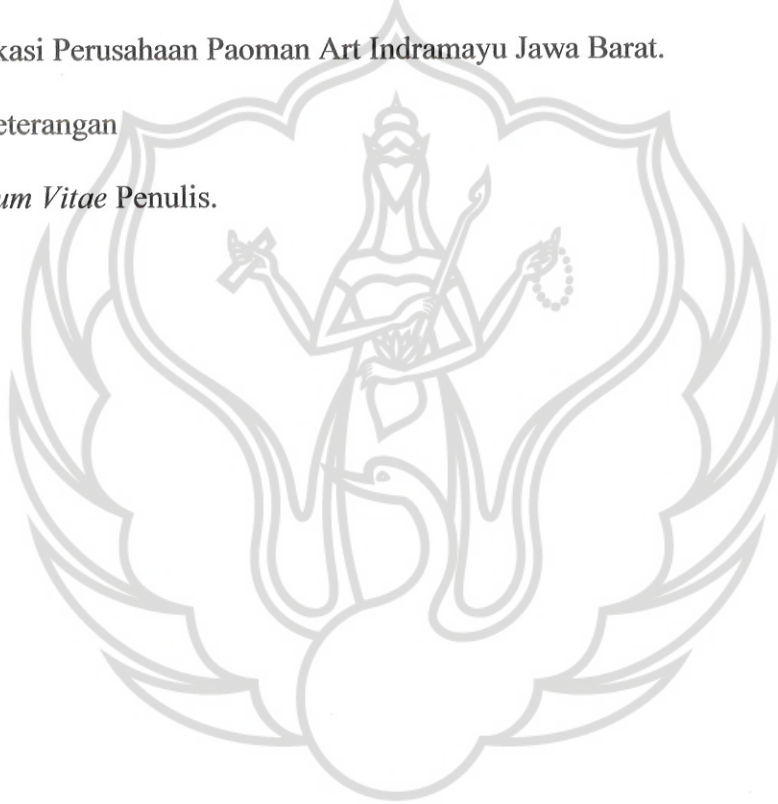 kasi Perusahaan Paoman Art Indramayu Jawa Barat.
eterangan
um Vitae Penulis.